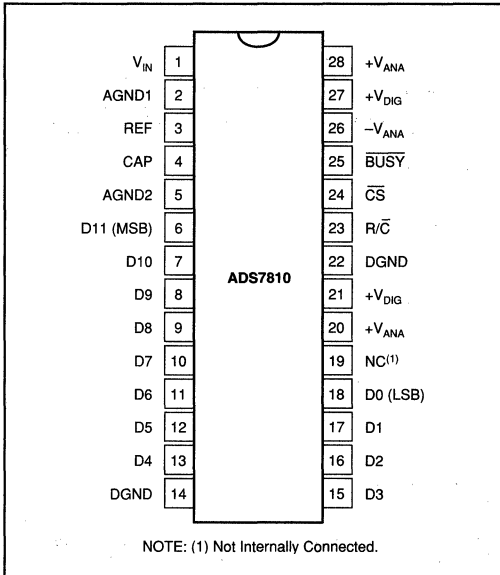 V_IN 1 28 +V_ANA
AGND1 2 27 +V_DIG
REF 3 26 –V_ANA
CAP 4 25 B̅U̅S̅Y̅
AGND2 5 24 C̅S̅
D11 (MSB) 6 23 R/C̅
D10 7 22 DGND
ADS7810
D9 8 21 +V_DIG
D8 9 20 +V_ANA
D7 10 19 NC(1)
D6 11 18 D0 (LSB)
D5 12 17 D1
D4 13 16 D2
DGND 14 15 D3
NOTE: (1) Not Internally Connected.